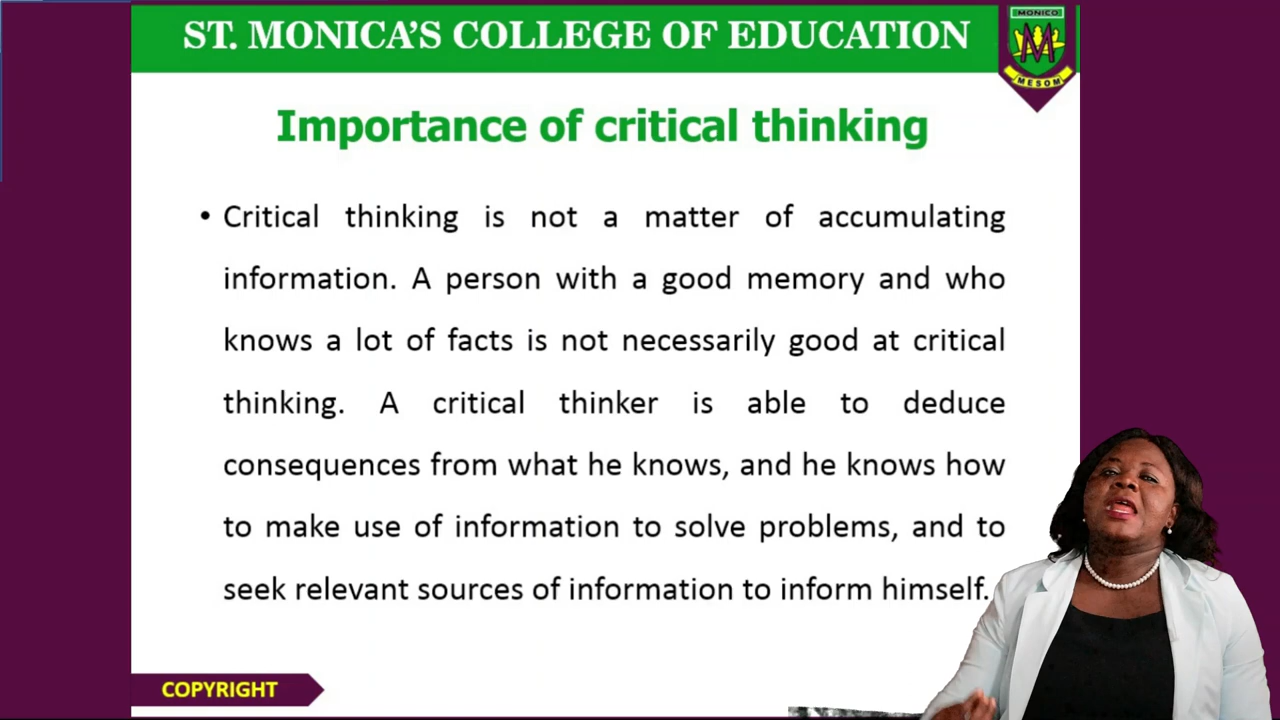 ST. MONICA'S COLLEGE OF EDUCATION
MONICO
M
MESOM
Importance of critical thinking
• Critical thinking is not a matter of accumulating
information. A person with a good memory and who
knows a lot of facts is not necessarily good at critical
thinking. A critical thinker is able to deduce
consequences from what he knows, and he knows how
to make use of information to solve problems, and to
seek relevant sources of information to inform himself.
COPYRIGHT